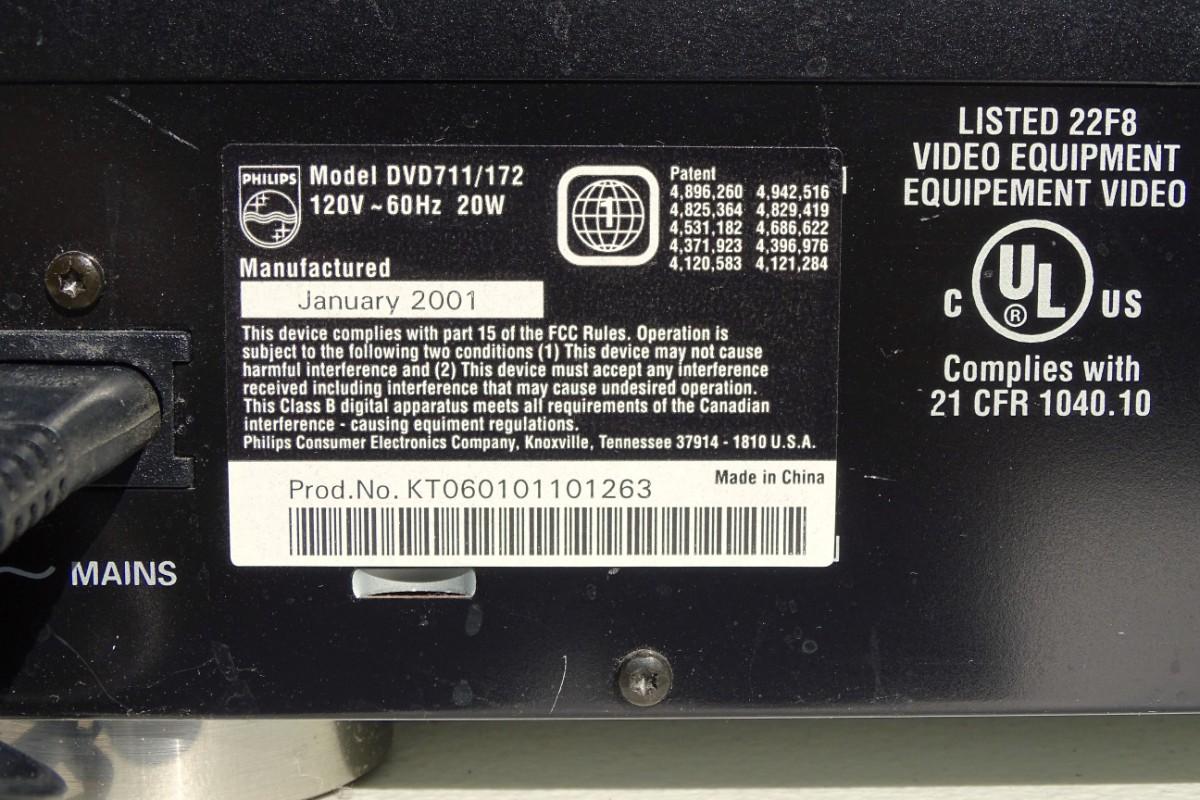 PHILIPS
Model DVD711/172
120V ~ 60Hz 20W
Manufactured
January 2001
1
Patent
4,896,260 4,942,516
4,825,364 4,829,419
4,531,182 4,686,622
4,371,923 4,396,976
4,120,583 4,121,284
This device complies with part 15 of the FCC Rules. Operation is
subject to the following two conditions (1) This device may not cause
harmful interference and (2) This device must accept any interference
received including interference that may cause undesired operation.
This Class B digital apparatus meets all requirements of the Canadian
interference - causing equiment regulations.
Philips Consumer Electronics Company, Knoxville, Tennessee 37914 - 1810 U.S.A.
Made in China
Prod.No. KT060101101263
MAINS
LISTED 22F8
VIDEO EQUIPMENT
EQUIPEMENT VIDEO
C UL ® US
Complies with
21 CFR 1040.10